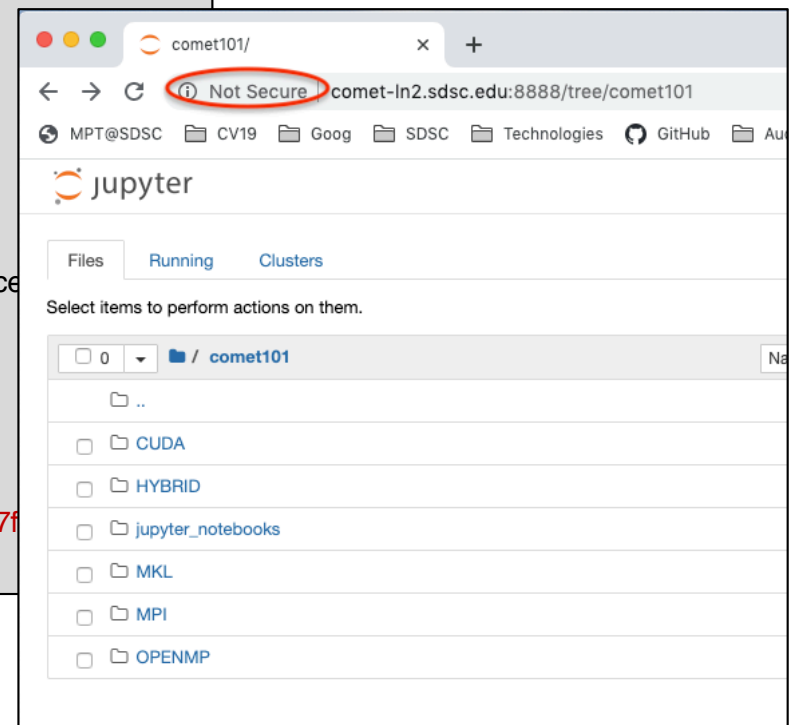 comet101/
Not Secure | comet-ln2.sdsc.edu:8888/tree/comet101
MPT@SDSC CV19 Goog SDSC Technologies GitHub
jupyter
Files Running Clusters
Select items to perform actions on them.
0 / comet101
..
CUDA
HYBRID
jupyter_notebooks
MKL
MPI
OPENMP